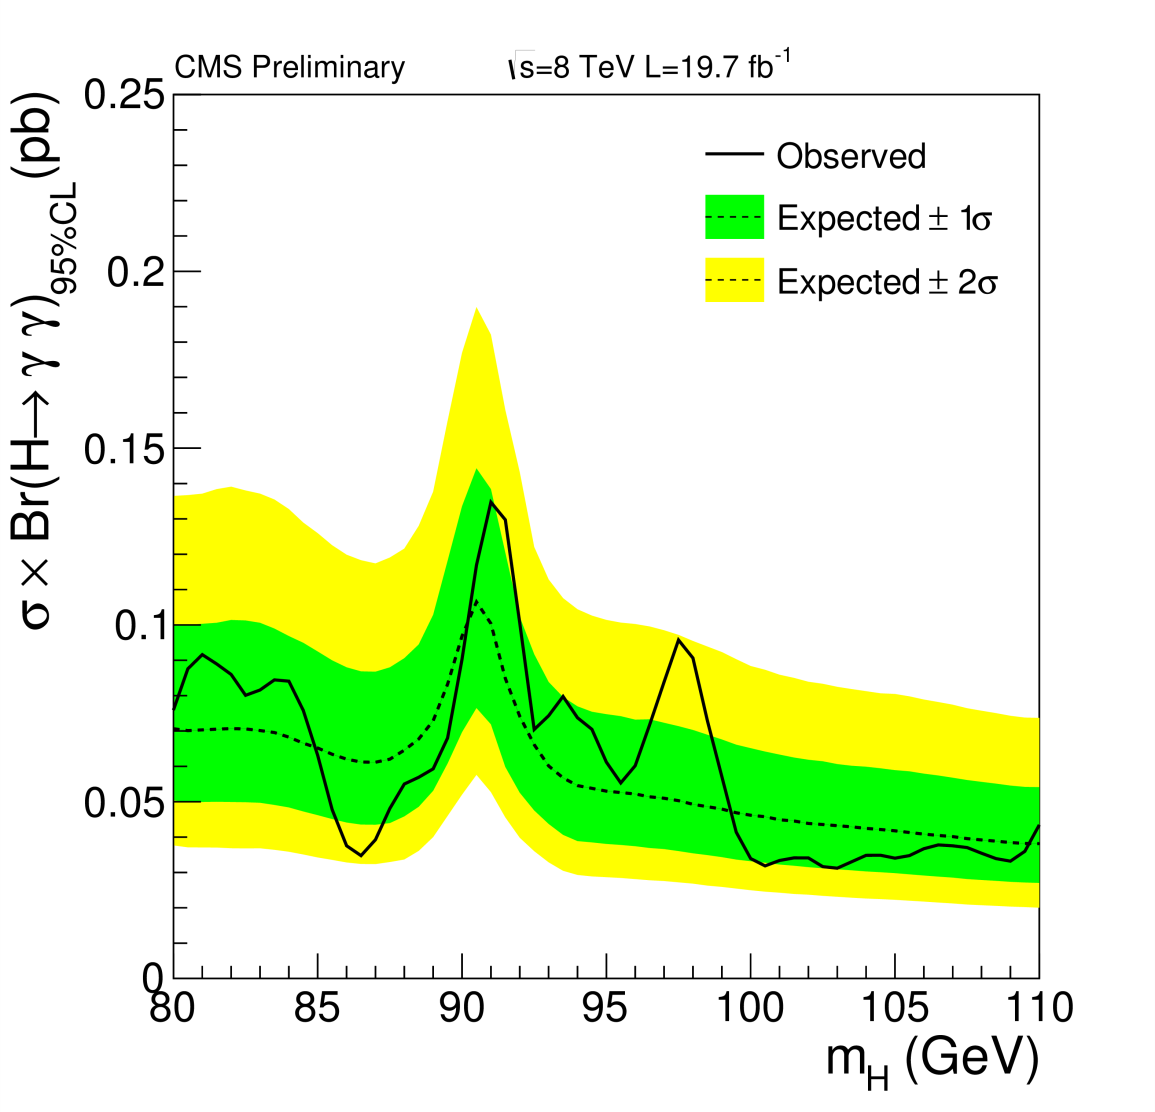 CMS Preliminary √s=8 TeV L=19.7 fb⁻¹
σ × Br(H→ γ γ)95%CL (pb)
0.25
0.2
0.15
0.1
0.05
0
Observed
Expected ± 1σ
Expected ± 2σ
80 85 90 95 100 105 110
mH (GeV)